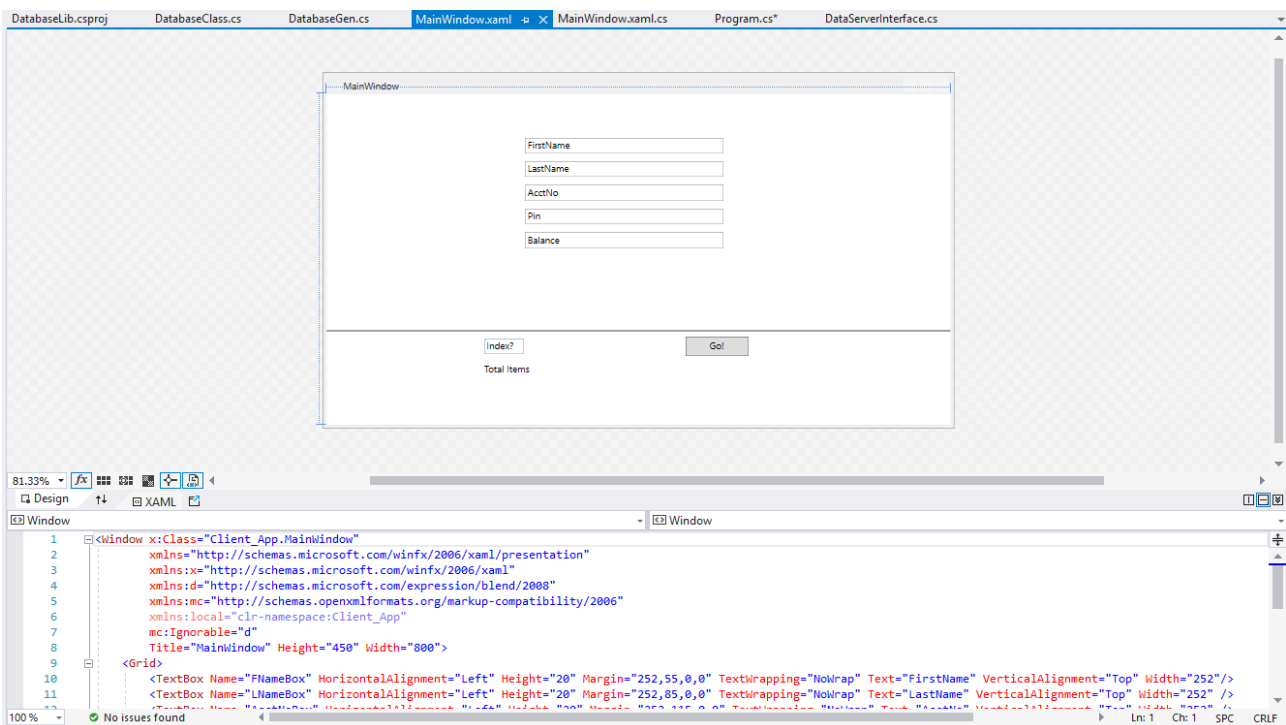 DatabaseLib.csproj DatabaseClass.cs DatabaseGen.cs MainWindow.xaml MainWindow.xaml.cs Program.cs* DataServerInterface.cs
MainWindow
FirstName
LastName
AcctNo
Pin
Balance
Index? Go!
Total Items
81.33% fx
Design XAML
Window Window
1 <Window x:Class="Client_App.MainWindow"
2 xmlns="http://schemas.microsoft.com/winfx/2006/xaml/presentation"
3 xmlns:x="http://schemas.microsoft.com/winfx/2006/xaml"
4 xmlns:d="http://schemas.microsoft.com/expression/blend/2008"
5 xmlns:mc="http://schemas.openxmlformats.org/markup-compatibility/2006"
6 xmlns:local="clr-namespace:Client_App"
7 mc:Ignorable="d"
8 Title="MainWindow" Height="450" Width="800">
9 <Grid>
10 <TextBox Name="FNameBox" HorizontalAlignment="Left" Height="20" Margin="252,55,0,0" TextWrapping="NoWrap" Text="FirstName" VerticalAlignment="Top" Width="252"/>
11 <TextBox Name="LNameBox" HorizontalAlignment="Left" Height="20" Margin="252,85,0,0" TextWrapping="NoWrap" Text="LastName" VerticalAlignment="Top" Width="252" />
100 % No issues found Ln: 1 Ch: 1 SPC CRLF